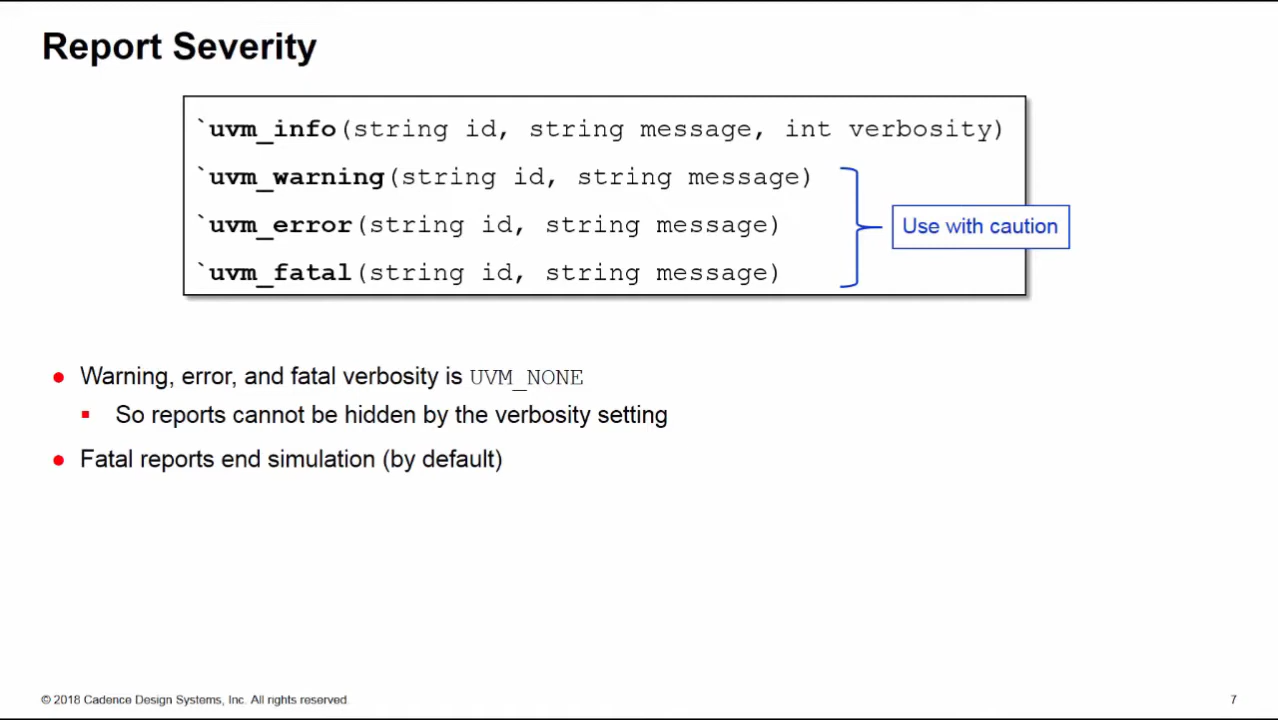 Report Severity
`uvm_info(string id, string message, int verbosity)
`uvm_warning(string id, string message)
`uvm_error(string id, string message)
Use with caution
`uvm_fatal(string id, string message)
● Warning, error, and fatal verbosity is UVM_NONE
▪ So reports cannot be hidden by the verbosity setting
● Fatal reports end simulation (by default)
© 2018 Cadence Design Systems, Inc. All rights reserved.
7